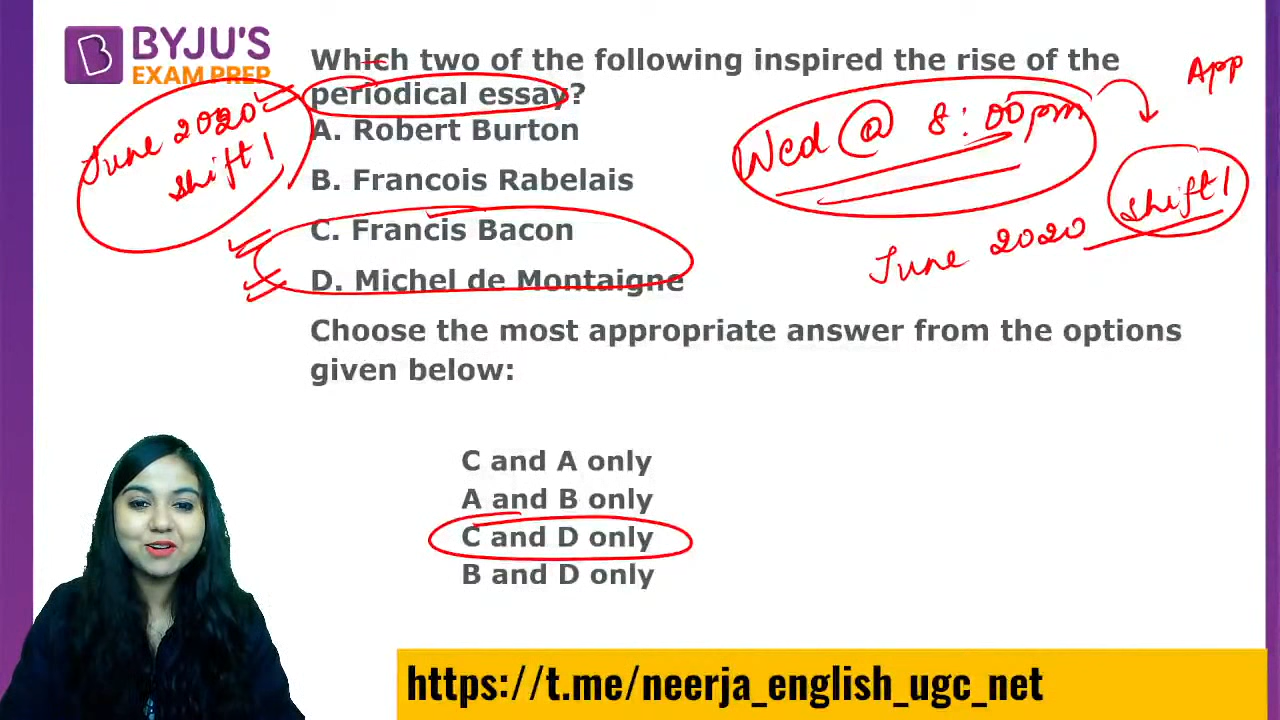 BYJU'S
EXAM PREP
Which two of the following inspired the rise of the
periodical essay?
A. Robert Burton
B. Francois Rabelais
C. Francis Bacon
D. Michel de Montaigne
Choose the most appropriate answer from the options
given below:
C and A only
A and B only
C and D only
B and D only
June 2020
shift 1
Wed @ 8:00pm
App
shift 1
June 2020
https://t.me/neerja_english_ugc_net